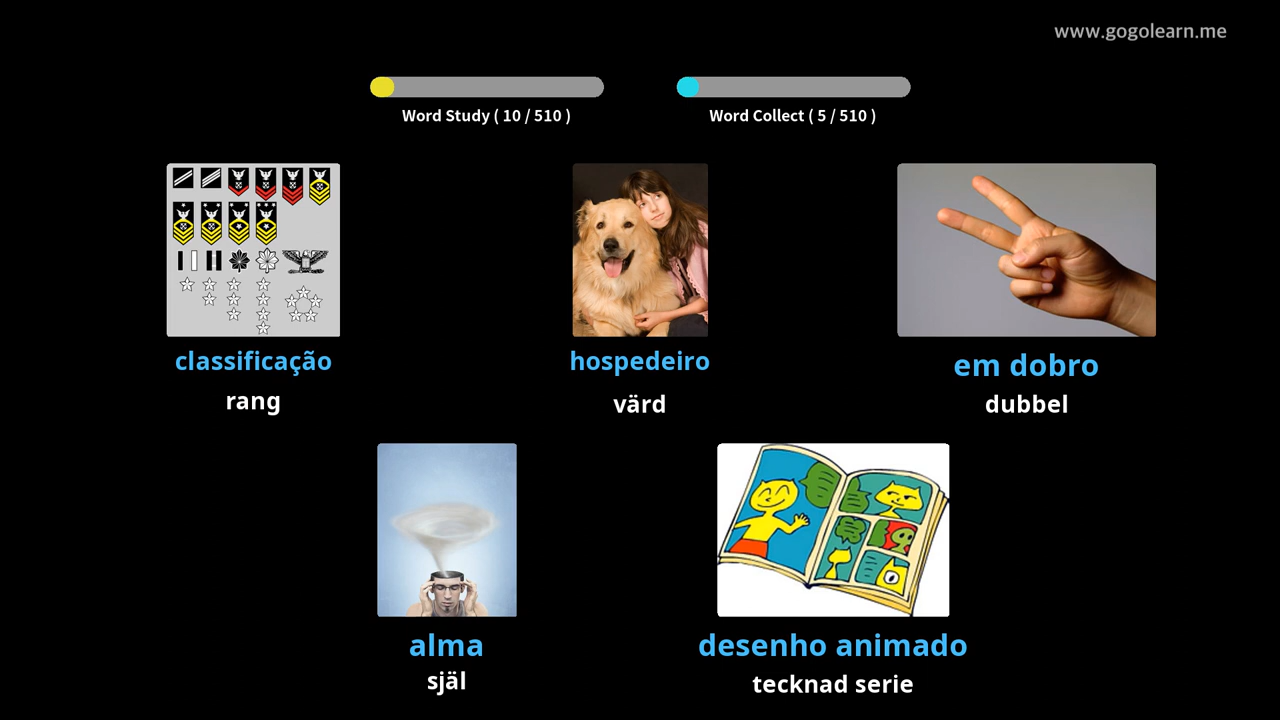 www.gogolearn.me
Word Study ( 10 / 510 )
Word Collect ( 5 / 510 )
classificação
rang
hospedeiro
värd
em dobro
dubbel
alma
själ
desenho animado
tecknad serie